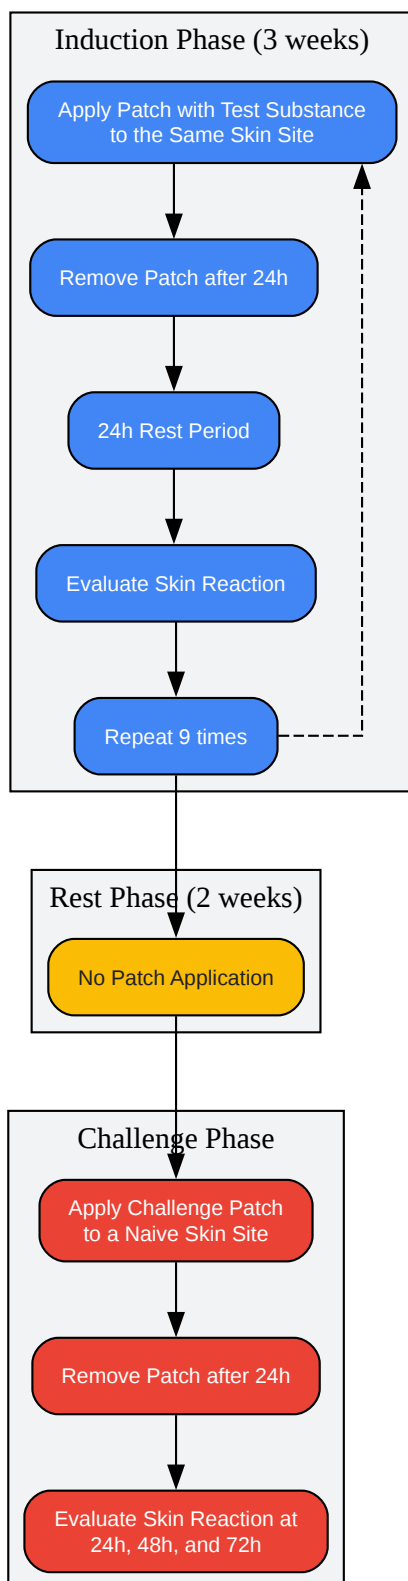 Induction Phase (3 weeks)
Apply Patch with Test Substance
to the Same Skin Site
Remove Patch after 24h
24h Rest Period
Evaluate Skin Reaction
Repeat 9 times
Rest Phase (2 weeks)
No Patch Application
Challenge Phase
Apply Challenge Patch
to a Naive Skin Site
Remove Patch after 24h
Evaluate Skin Reaction at
24h, 48h, and 72h